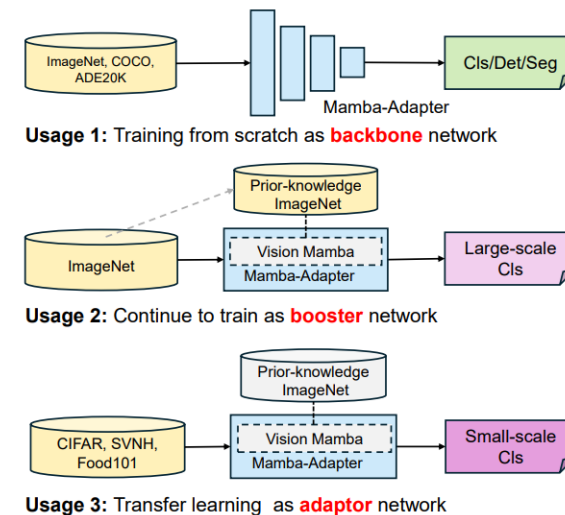 ImageNet, COCO,
ADE20K
Cls/Det/Seg
Mamba-Adapter
Usage 1: Training from scratch as backbone network
Prior-knowledge
ImageNet
ImageNet
Vision Mamba
Mamba-Adapter
Large-scale
Cls
Usage 2: Continue to train as booster network
Prior-knowledge
ImageNet
CIFAR, SVNH,
Food101
Vision Mamba
Mamba-Adapter
Small-scale
Cls
Usage 3: Transfer learning as adaptor network